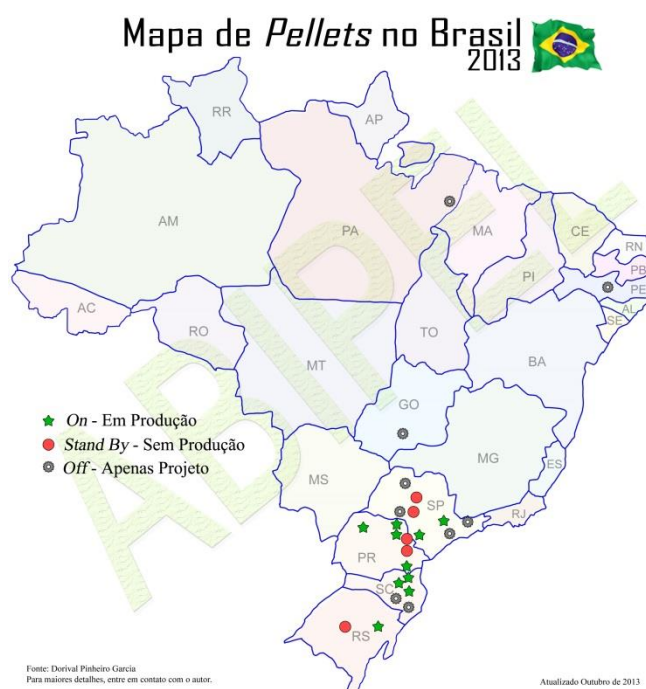 Mapa de Pellets no Brasil
2013
RR
AP
AM
PA
MA
CE
RN
PB
PE
AL
SE
PI
AC
RO
TO
MT
BA
GO
MG
ES
MS
SP
RJ
PR
SC
RS
ABIPEL
On - Em Produção
Stand By - Sem Produção
Off - Apenas Projeto
Fonte: Dorival Pinheiro Garcia
Para maiores detalhes, entre em contato com o autor.
Atualizado Outubro de 2013